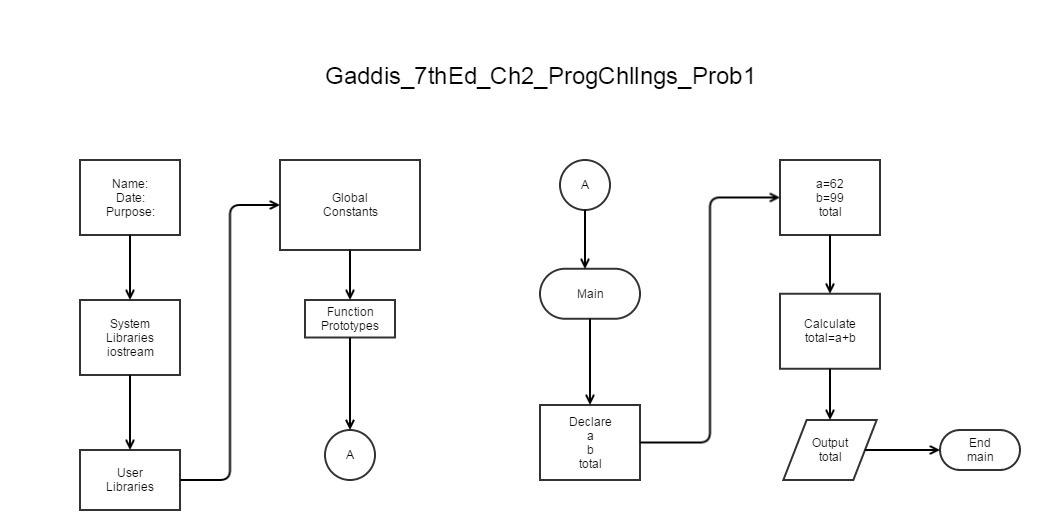 Gaddis_7thEd_Ch2_ProgChllngs_Prob1
Name:
Date:
Purpose:
System
Libraries
iostream
User
Libraries
Global
Constants
Function
Prototypes
A
A
Main
Declare
a
b
total
a=62
b=99
total
Calculate
total=a+b
Output
total
End
main